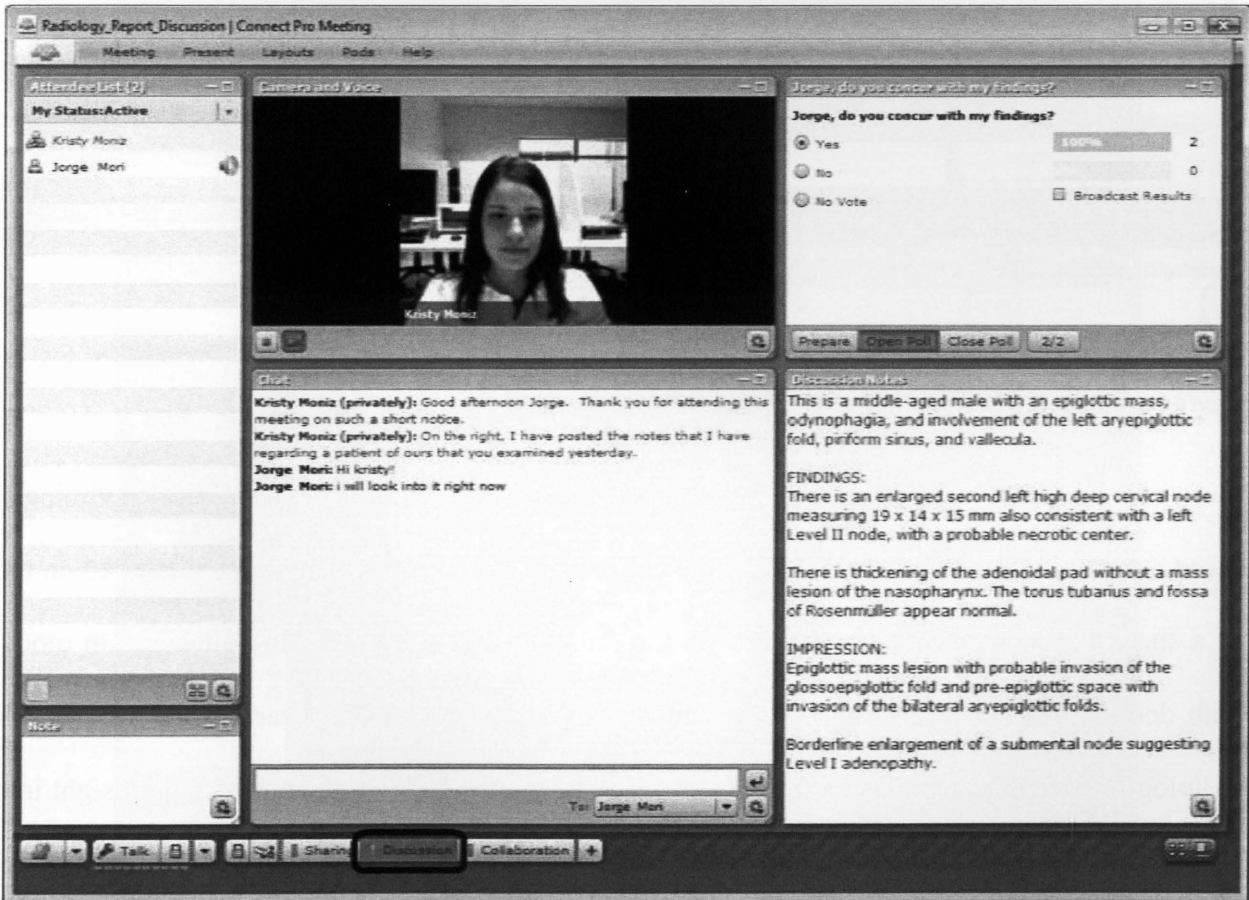 Radiology_Report_Discussion | Connect Pro Meeting
Meeting Present Layouts Pods Help
Attendee List (2)
My Status:Active
Kristy Moniz
Jorge Mori
Note
Camera and Voice
Kristy Moniz
Chat
Kristy Moniz (privately): Good afternoon Jorge. Thank you for attending this
meeting on such a short notice.
Kristy Moniz (privately): On the right, I have posted the notes that I have
regarding a patient of ours that you examined yesterday.
Jorge Mori: Hi kristy!
Jorge Mori: i will look into it right now
To: Jorge Mori
Jorge, do you concur with my findings?
Jorge, do you concur with my findings?
Yes 100% 2
No 0
No Vote Broadcast Results
Prepare Open Poll Close Poll 2/2
Discussion Notes
This is a middle-aged male with an epiglottic mass,
odynophagia, and involvement of the left aryepiglottic
fold, piriform sinus, and vallecula.
FINDINGS:
There is an enlarged second left high deep cervical node
measuring 19 x 14 x 15 mm also consistent with a left
Level II node, with a probable necrotic center.
There is thickening of the adenoidal pad without a mass
lesion of the nasopharynx. The torus tubarius and fossa
of Rosenmüller appear normal.
IMPRESSION:
Epiglottic mass lesion with probable invasion of the
glossoepiglottic fold and pre-epiglottic space with
invasion of the bilateral aryepiglottic folds.
Borderline enlargement of a submental node suggesting
Level I adenopathy.
Talk Sharing Discussion Collaboration +